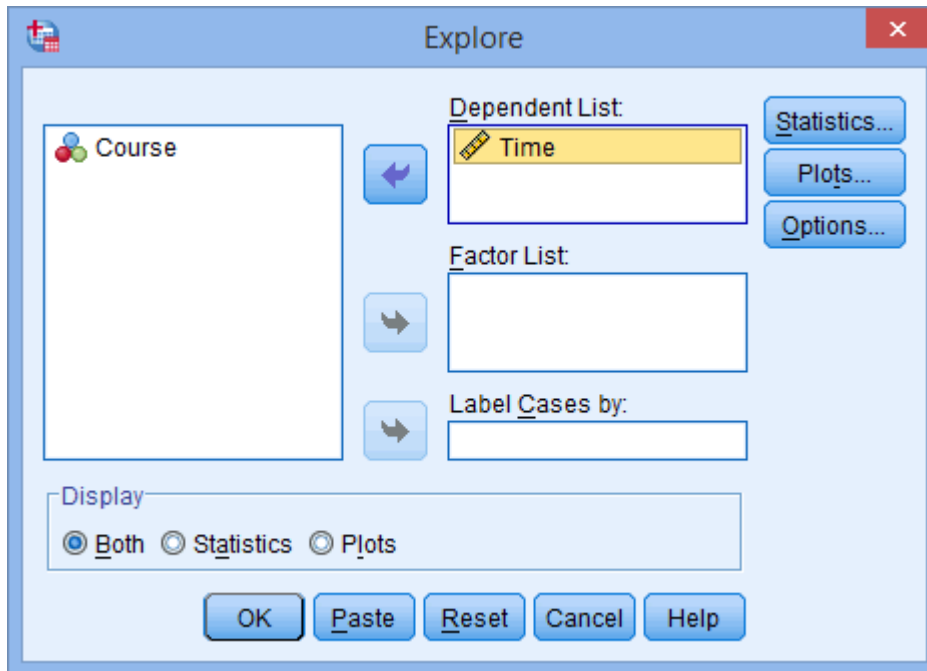 Explore
Course
Dependent List:
Time
Statistics...
Plots...
Options...
Factor List:
Label Cases by:
Display
Both Statistics Plots
OK Paste Reset Cancel Help